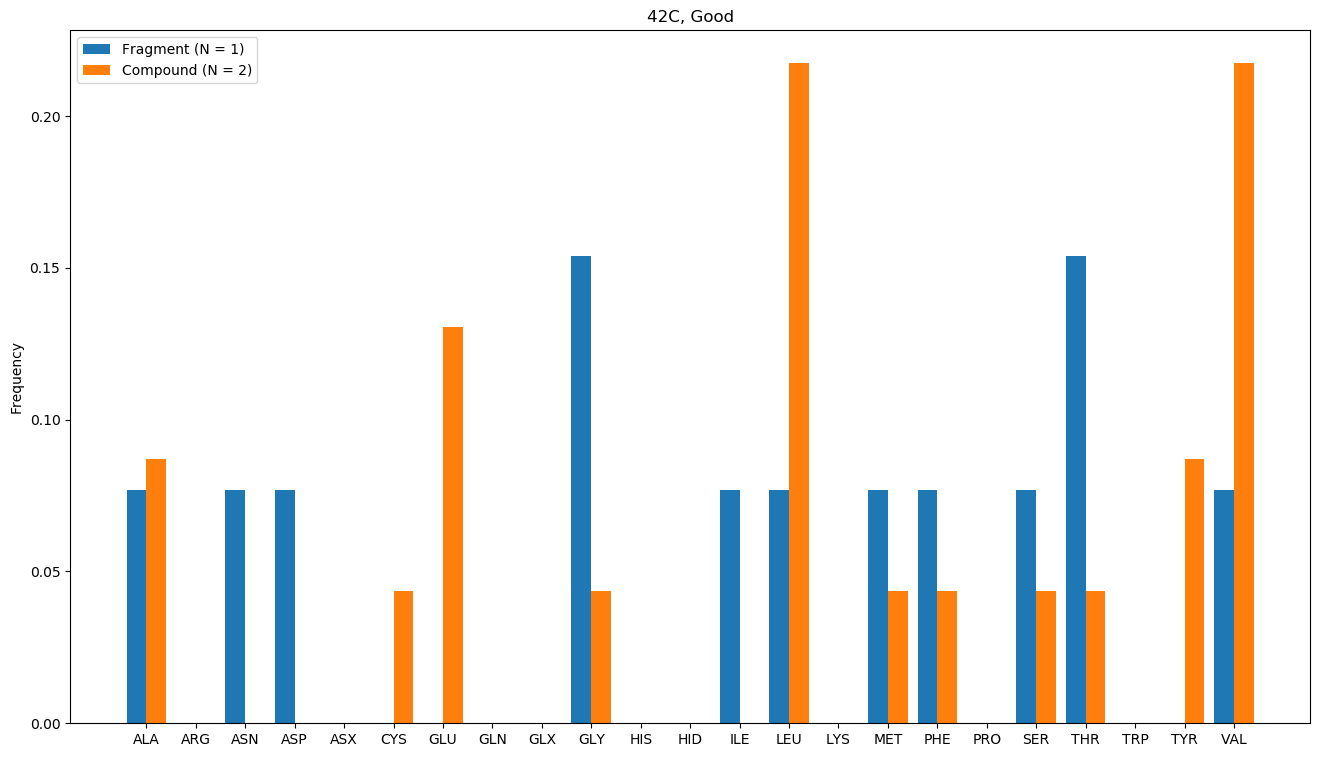 42C, Good
Fragment (N = 1)
Compound (N = 2)
Frequency
0.20
0.15
0.10
0.05
0.00
ALA ARG ASN ASP ASX CYS GLU GLN GLX GLY HIS HID ILE LEU LYS MET PHE PRO SER THR TRP TYR VAL